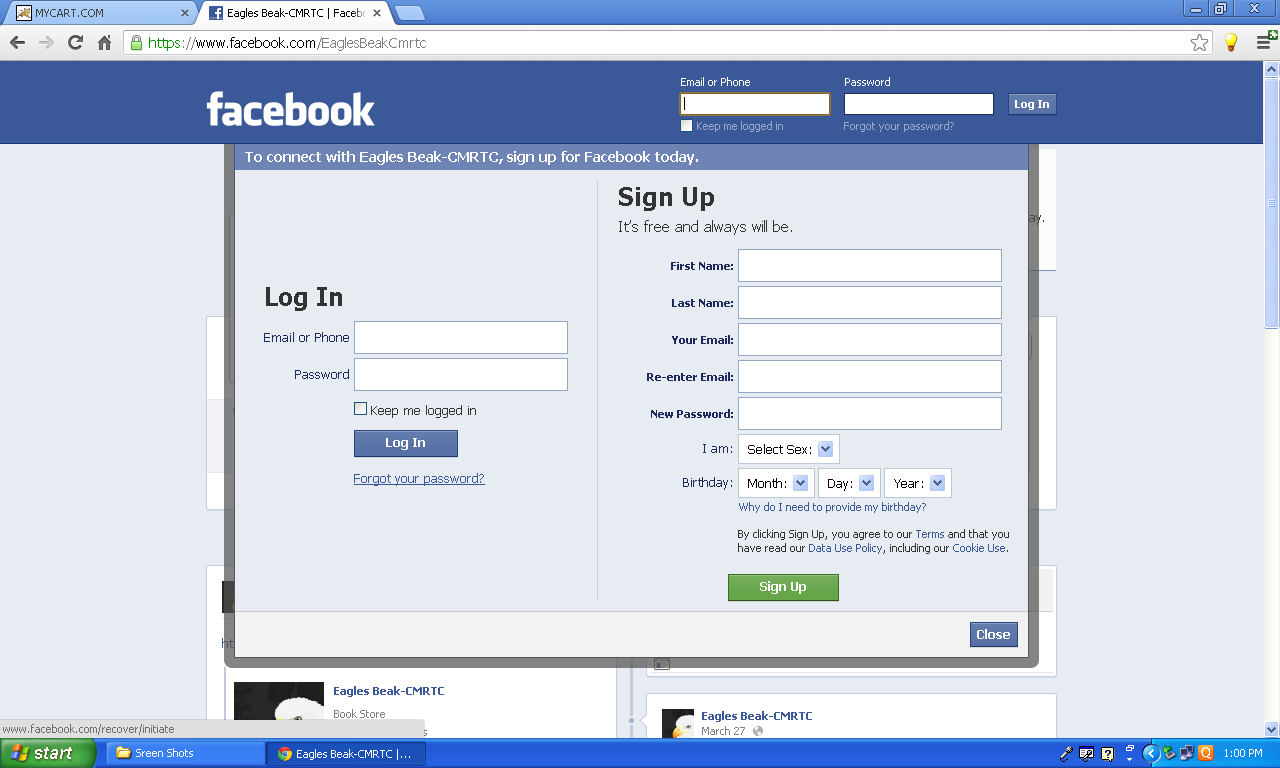 MYCART.COM
Eagles Beak-CMRTC | Faceb
https://www.facebook.com/EaglesBeakCmrtc
facebook
Email or Phone
Password
Log In
Keep me logged in
Forgot your password?
To connect with Eagles Beak-CMRTC, sign up for Facebook today.
ay.
Log In
Email or Phone
Password
Keep me logged in
Log In
Forgot your password?
Sign Up
It's free and always will be.
First Name:
Last Name:
Your Email:
Re-enter Email:
New Password:
I am: Select Sex:
Birthday: Month: Day: Year:
Why do I need to provide my birthday?
By clicking Sign Up, you agree to our Terms and that you
have read our Data Use Policy, including our Cookie Use.
Sign Up
Close
Eagles Beak-CMRTC
Book Store
Eagles Beak-CMRTC
March 27
www.facebook.com/recover/initiate
start
Sreen Shots
Eagles Beak-CMRTC |...
1:00 PM